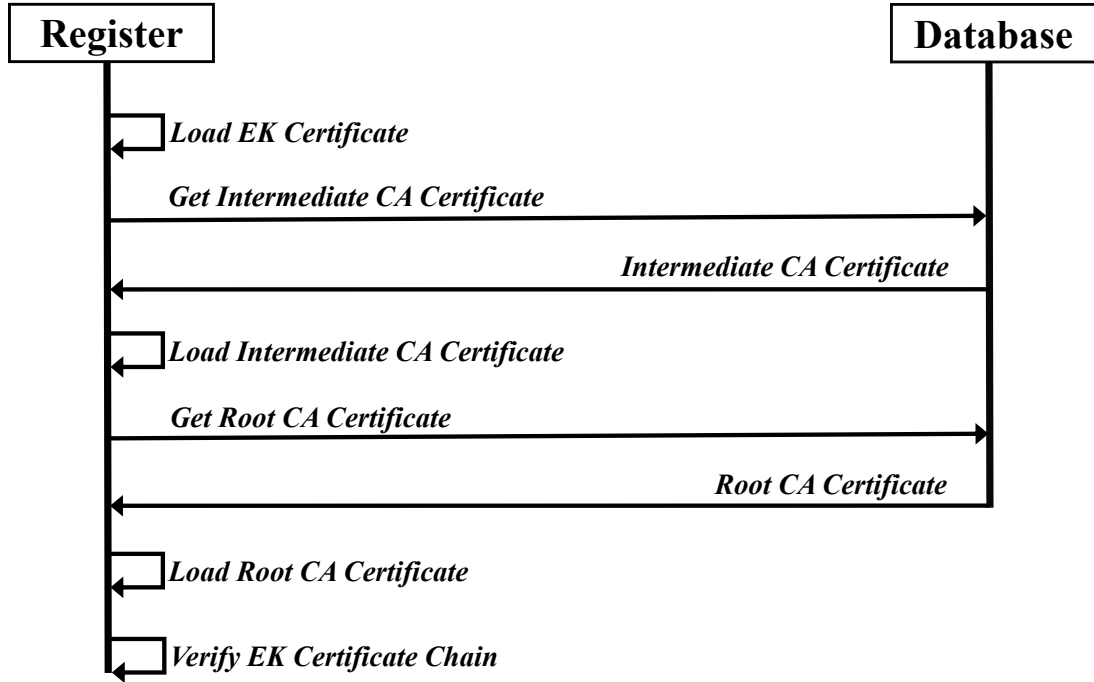 Register
Database
Load EK Certificate
Get Intermediate CA Certificate
Intermediate CA Certificate
Load Intermediate CA Certificate
Get Root CA Certificate
Root CA Certificate
Load Root CA Certificate
Verify EK Certificate Chain